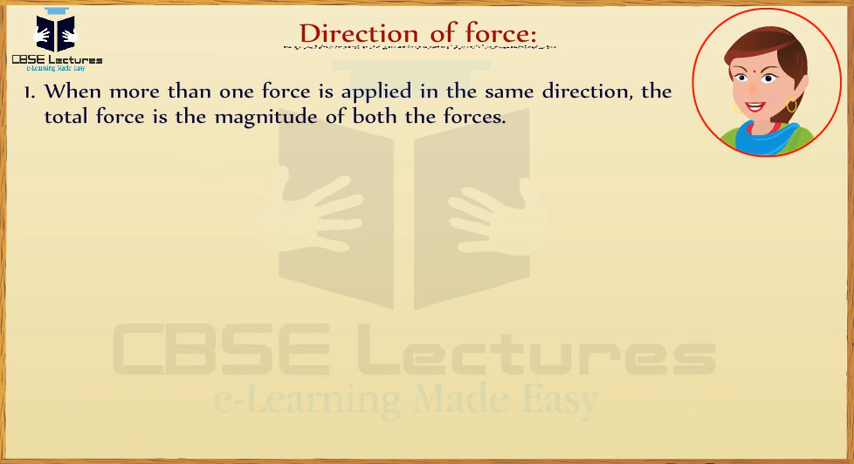 CBSE Lectures
e-Learning Made Easy
Direction of force:
1. When more than one force is applied in the same direction, the
total force is the magnitude of both the forces.
CBSE Lectures
e-Learning Made Easy